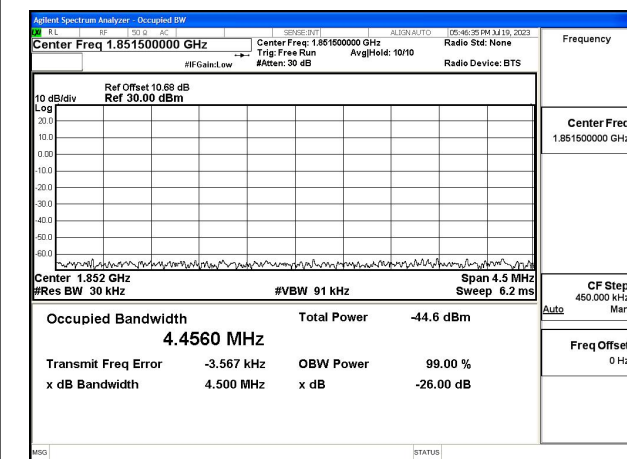 Agilent Spectrum Analyzer - Occupied BW
RL RF 50 Ω AC SENSE:INT ALIGN AUTO 05:46:35 PM Jul 19, 2023
Center Freq 1.851500000 GHz
Center Freq: 1.851500000 GHz
Radio Std: None
Trig: Free Run Avg|Hold: 10/10
#IFGain:Low
#Atten: 30 dB
Radio Device: BTS
Frequency
Ref Offset 10.68 dB
10 dB/div Ref 30.00 dBm
Log
20.0
10.0
0.00
-10.0
-20.0
-30.0
-40.0
-50.0
-60.0
Center 1.852 GHz Span 4.5 MHz
#Res BW 30 kHz #VBW 91 kHz Sweep 6.2 ms
Occupied Bandwidth Total Power -44.6 dBm
4.4560 MHz
Transmit Freq Error -3.567 kHz OBW Power 99.00 %
x dB Bandwidth 4.500 MHz x dB -26.00 dB
Center Freq
1.851500000 GHz
CF Step
450.000 kHz
Auto Man
Freq Offset
0 Hz
MSG STATUS